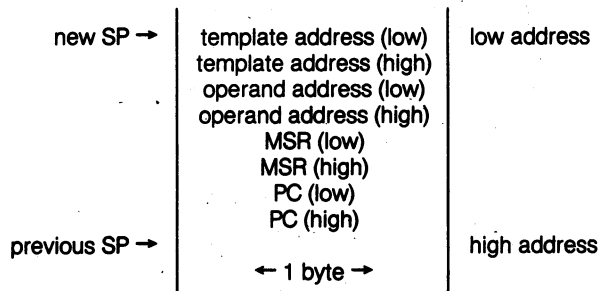 new SP → template address (low) low address
template address (high)
operand address (low)
operand address (high)
MSR (low)
MSR (high)
PC (low)
PC (high)
previous SP → high address
← 1 byte →